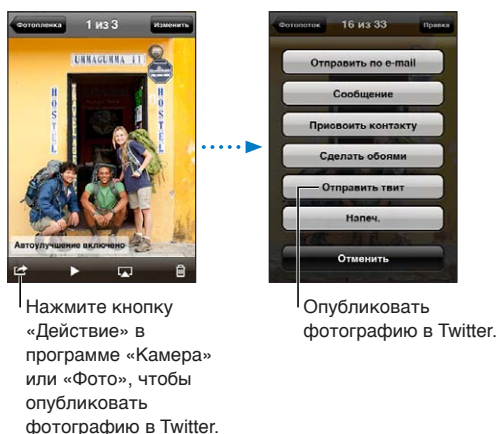 Фотопленка
1 из 3
Изменить
UMMAGUMMA II
HOSTEL
HOSTEL
Автоулучшение включено
Нажмите кнопку
«Действие» в
программе «Камера»
или «Фото», чтобы
опубликовать
фотографию в Twitter.
Фотопоток
16 из 33
Правка
Отправить по e-mail
Сообщение
Присвоить контакту
Сделать обоями
Отправить твит
Напеч.
Отменить
Опубликовать
фотографию в Twitter.